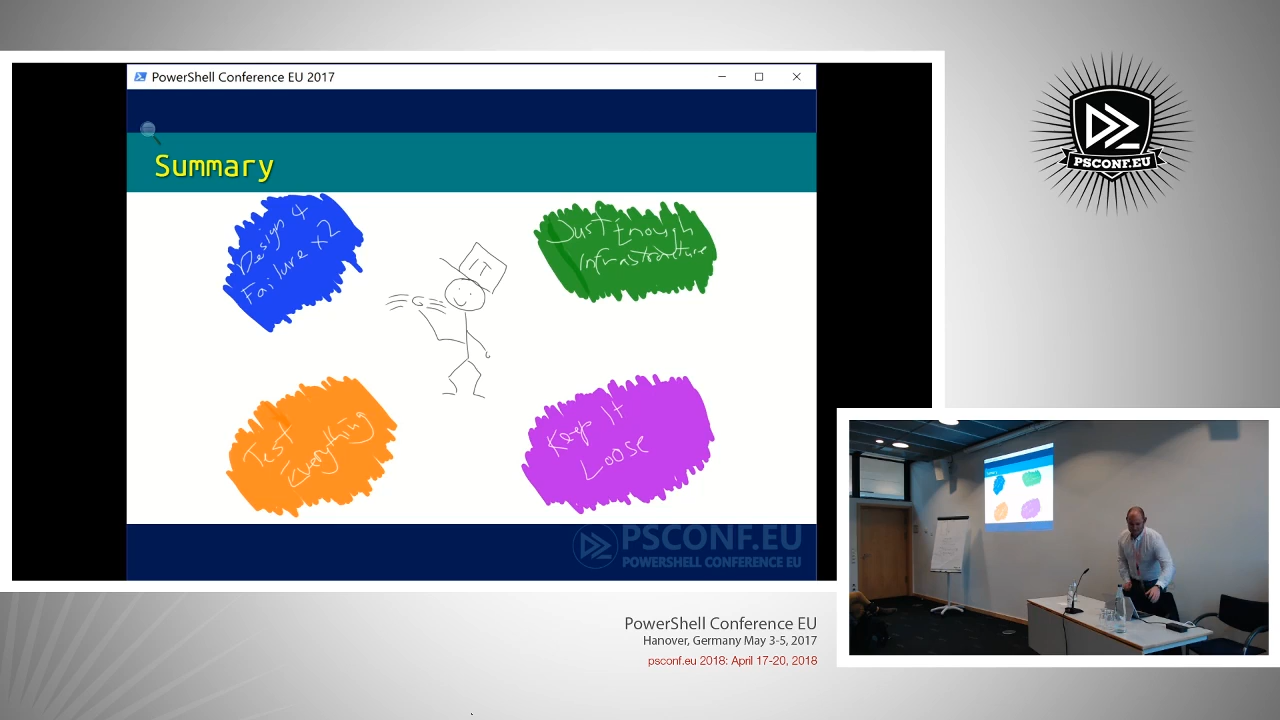 PowerShell Conference EU 2017
Summary
Design 4
Failure x2
Just Enough
Infrastructure
IT
Test
Everything
Keep It
Loose
PSCONF.EU
POWERSHELL CONFERENCE EU
PSCONF.EU
PowerShell Conference EU
Hanover, Germany May 3-5, 2017
psconf.eu 2018: April 17-20, 2018